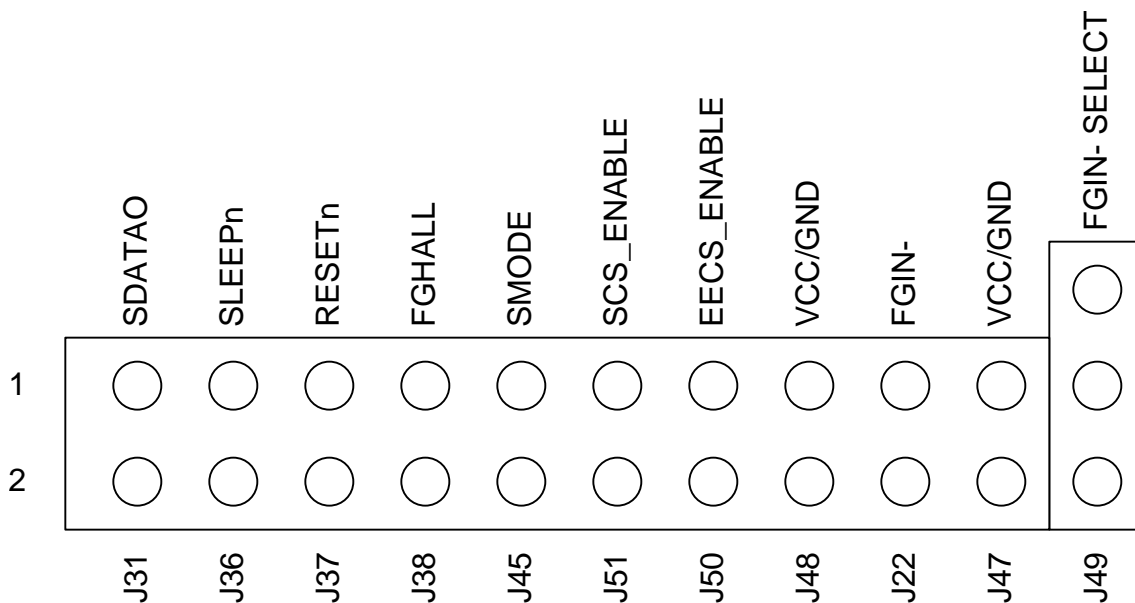 SDATAO
SLEEPn
RESETn
FGHALL
SMODE
SCS_ENABLE
EECS_ENABLE
VCC/GND
FGIN-
VCC/GND
FGIN- SELECT
1
2
J31
J36
J37
J38
J45
J51
J50
J48
J22
J47
J49